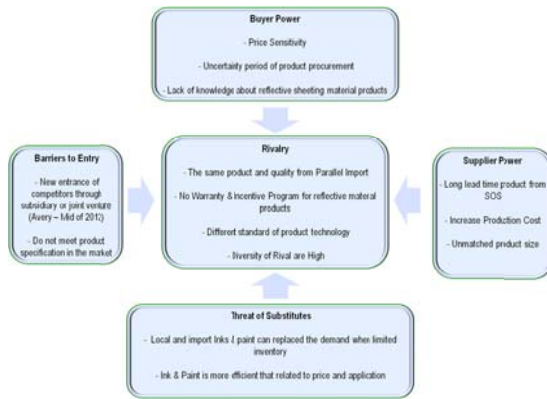 Buyer Power
- Price Sensitivity
- Uncertainty period of product procurement
- Lack of knowledge about reflective sheeting material products
Barriers to Entry
- New entrance of
competitors through
subsidiary or joint venture
(Avery – Mid of 2012)
- Do not meet product
specification in the market
Rivalry
- The same product and quality from Parallel Import
- No Warranty & Incentive Program for reflective material
products
- Different standard of product technology
- Diversity of Rival are High
Supplier Power
- Long lead time product from
SOS
- Increase Production Cost
- Unmatched product size
Threat of Substitutes
- Local and import Inks & paint can replaced the demand when limited
inventory
- Ink & Paint is more efficient that related to price and application